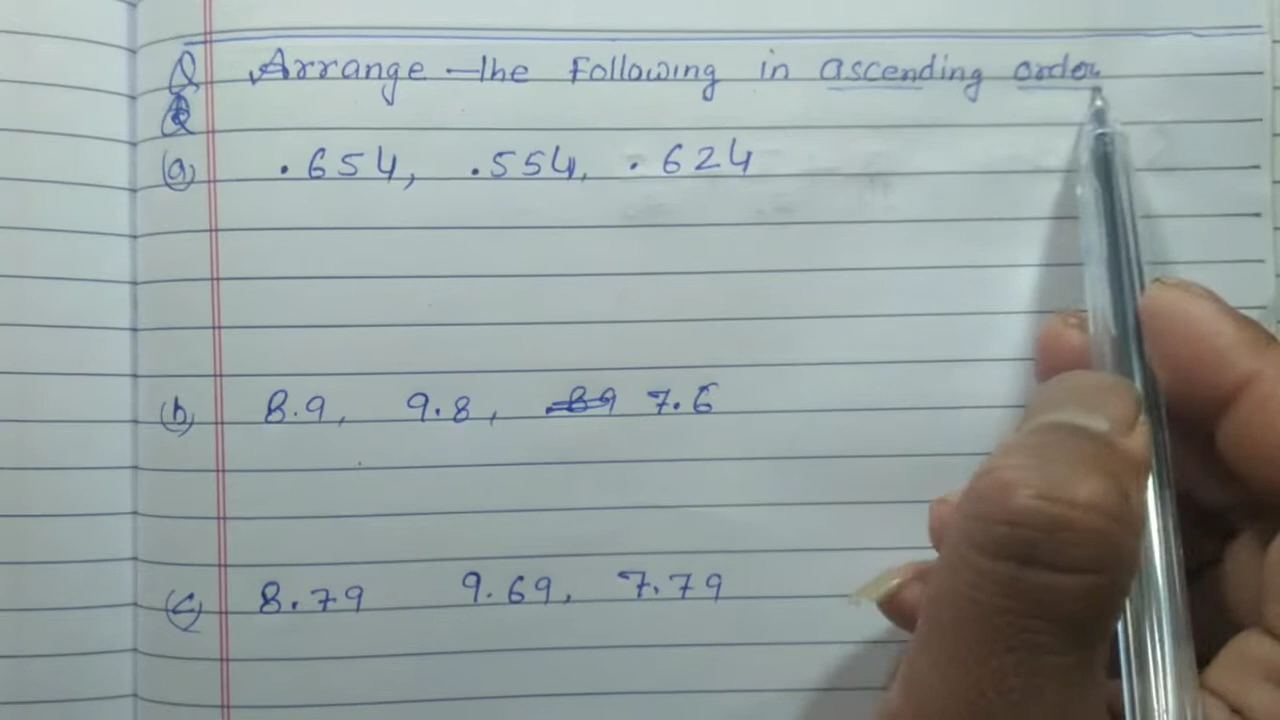 Q Arrange the Following in ascending order
(a) .654, .554, .624
(b) 8.9, 9.8, 7.6
(c) 8.79 9.69, 7.79